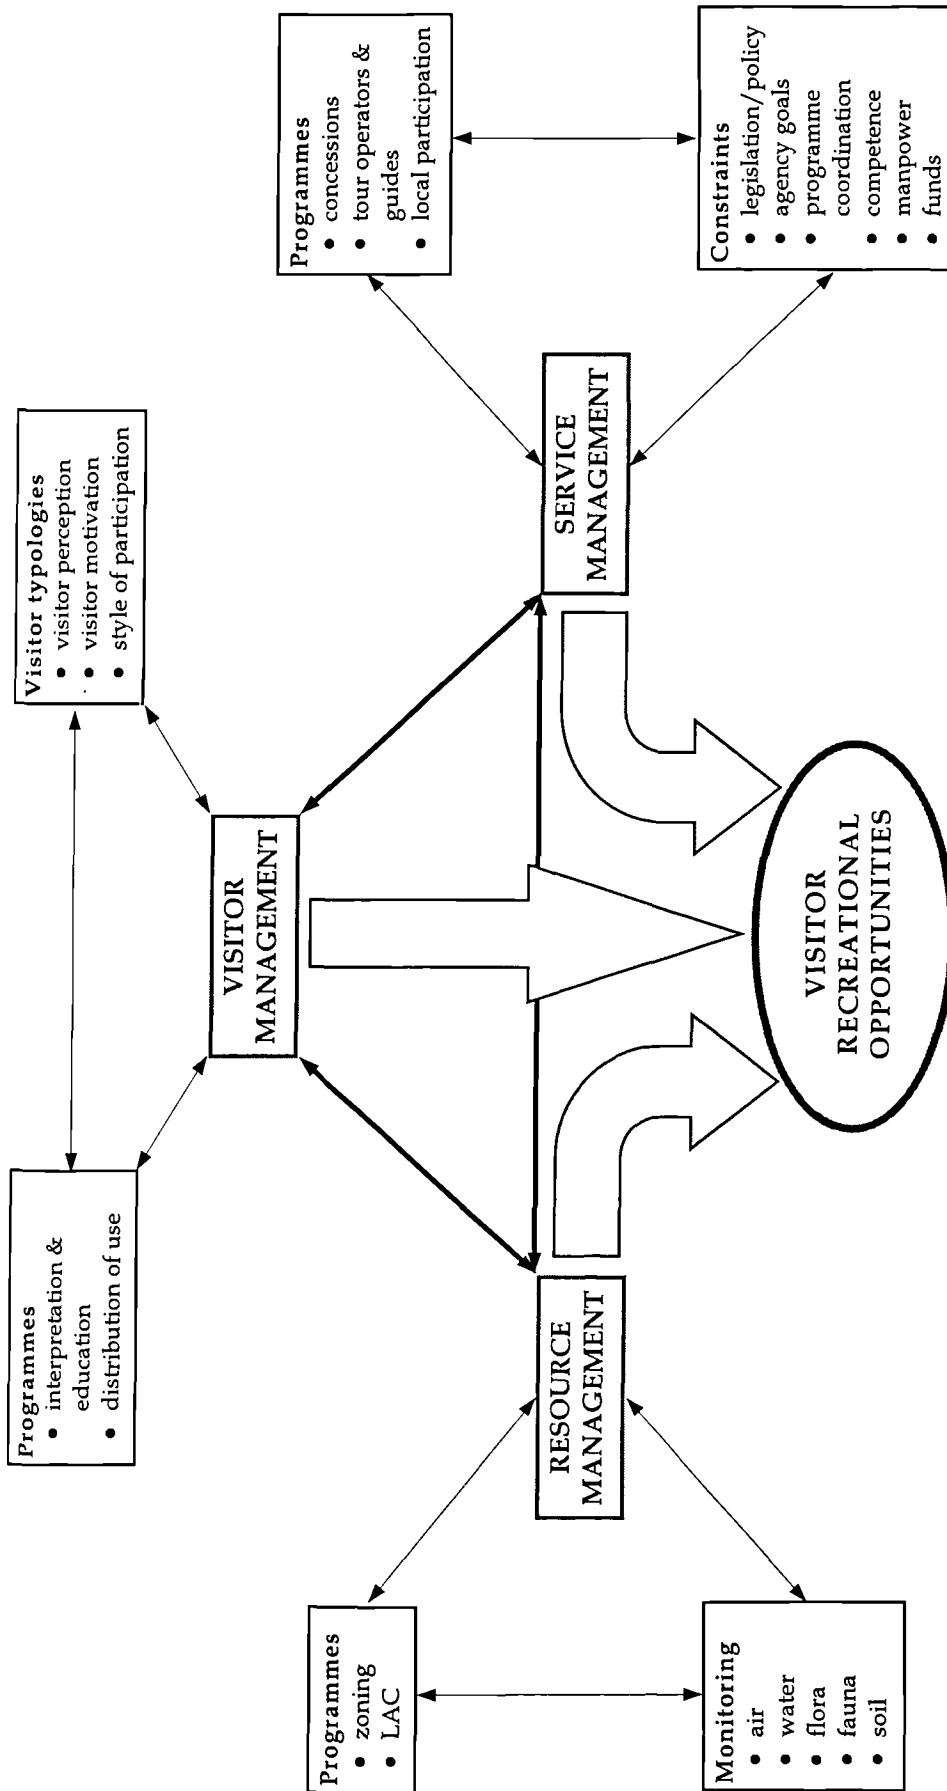 Programmes
• interpretation &
education
• distribution of use
Visitor typologies
• visitor perception
• visitor motivation
• style of participation
VISITOR
MANAGEMENT
Programmes
• zoning
• LAC
Monitoring
• air
• water
• flora
• fauna
• soil
RESOURCE
MANAGEMENT
SERVICE
MANAGEMENT
Programmes
• concessions
• tour operators &
guides
• local participation
Constraints
• legislation/policy
• agency goals
• programme
coordination
• competence
• manpower
• funds
VISITOR
RECREATIONAL
OPPORTUNITIES